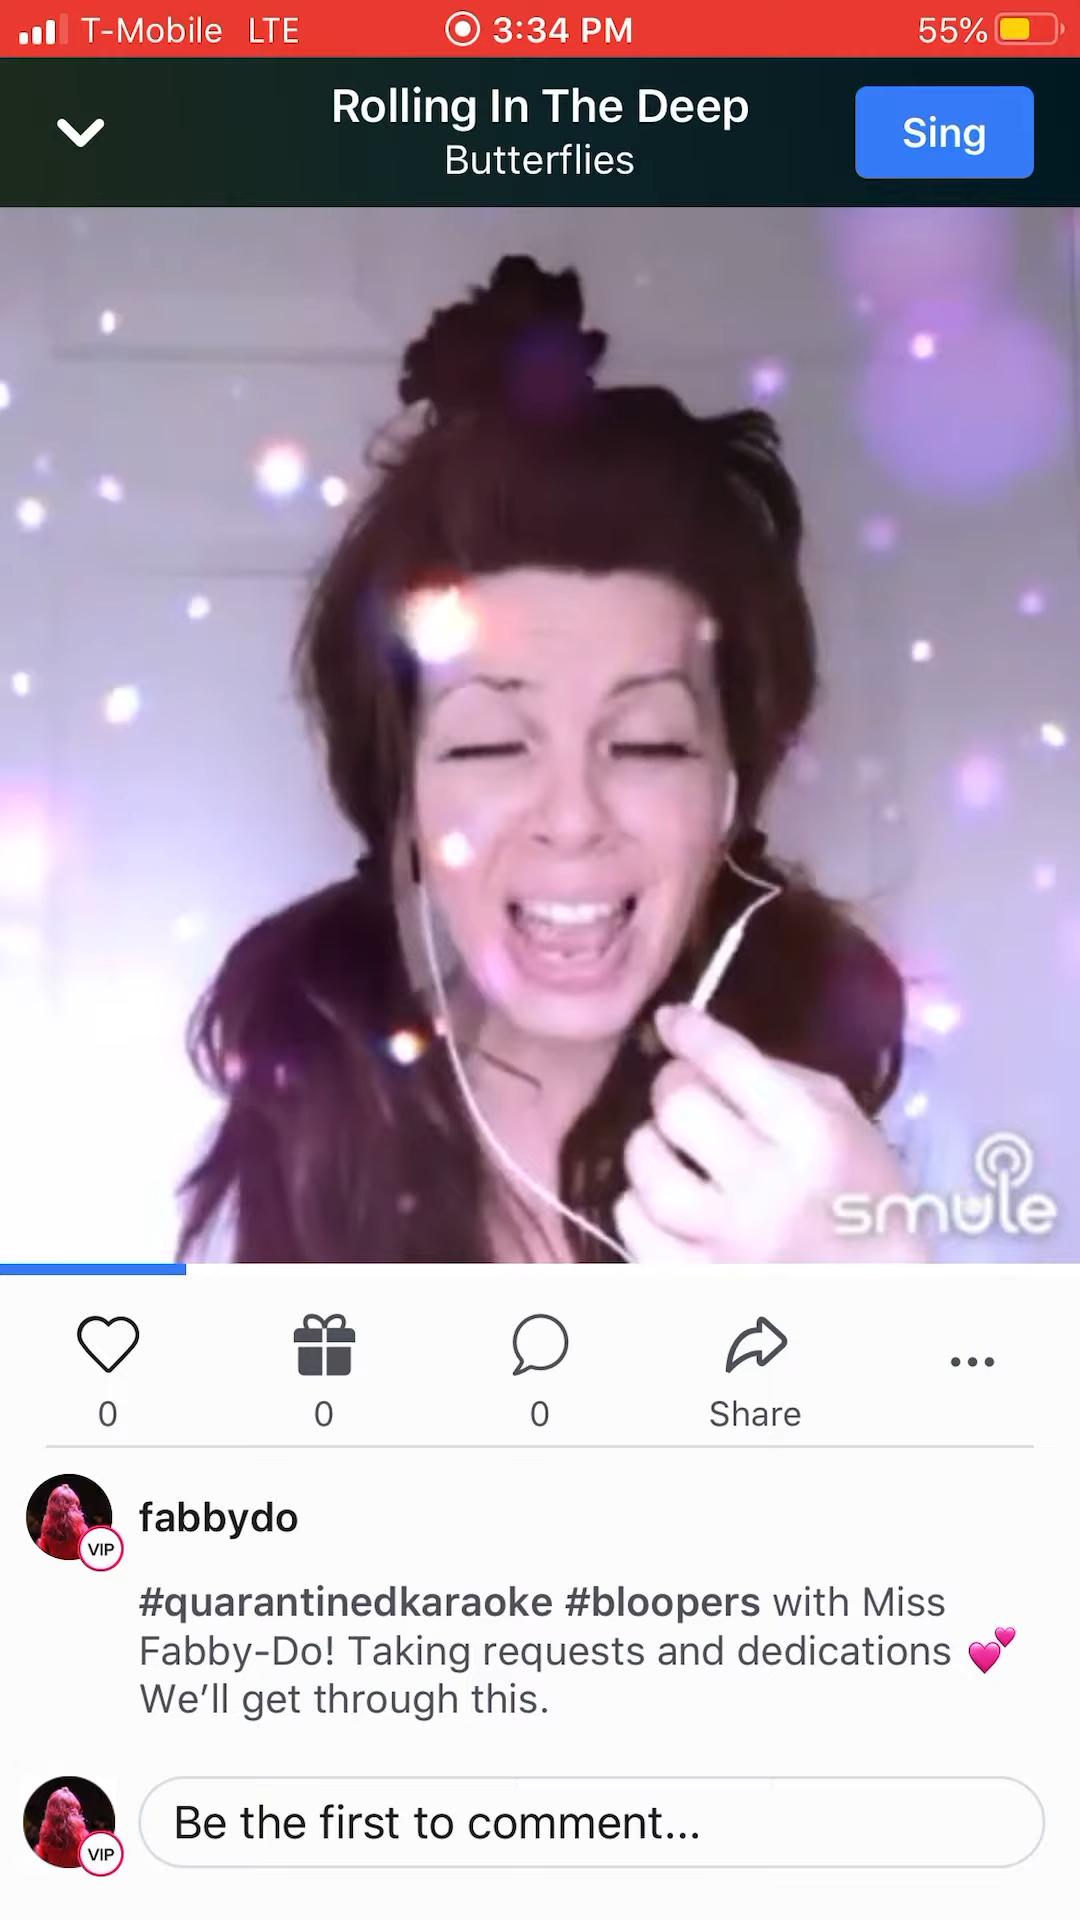 T-Mobile LTE 3:34 PM 55%
Rolling In The Deep
Butterflies
Sing
smule
0 0 0 Share
fabbydo
VIP
#quarantinedkaraoke #bloopers with Miss
Fabby-Do! Taking requests and dedications 💕
We’ll get through this.
Be the first to comment...
VIP